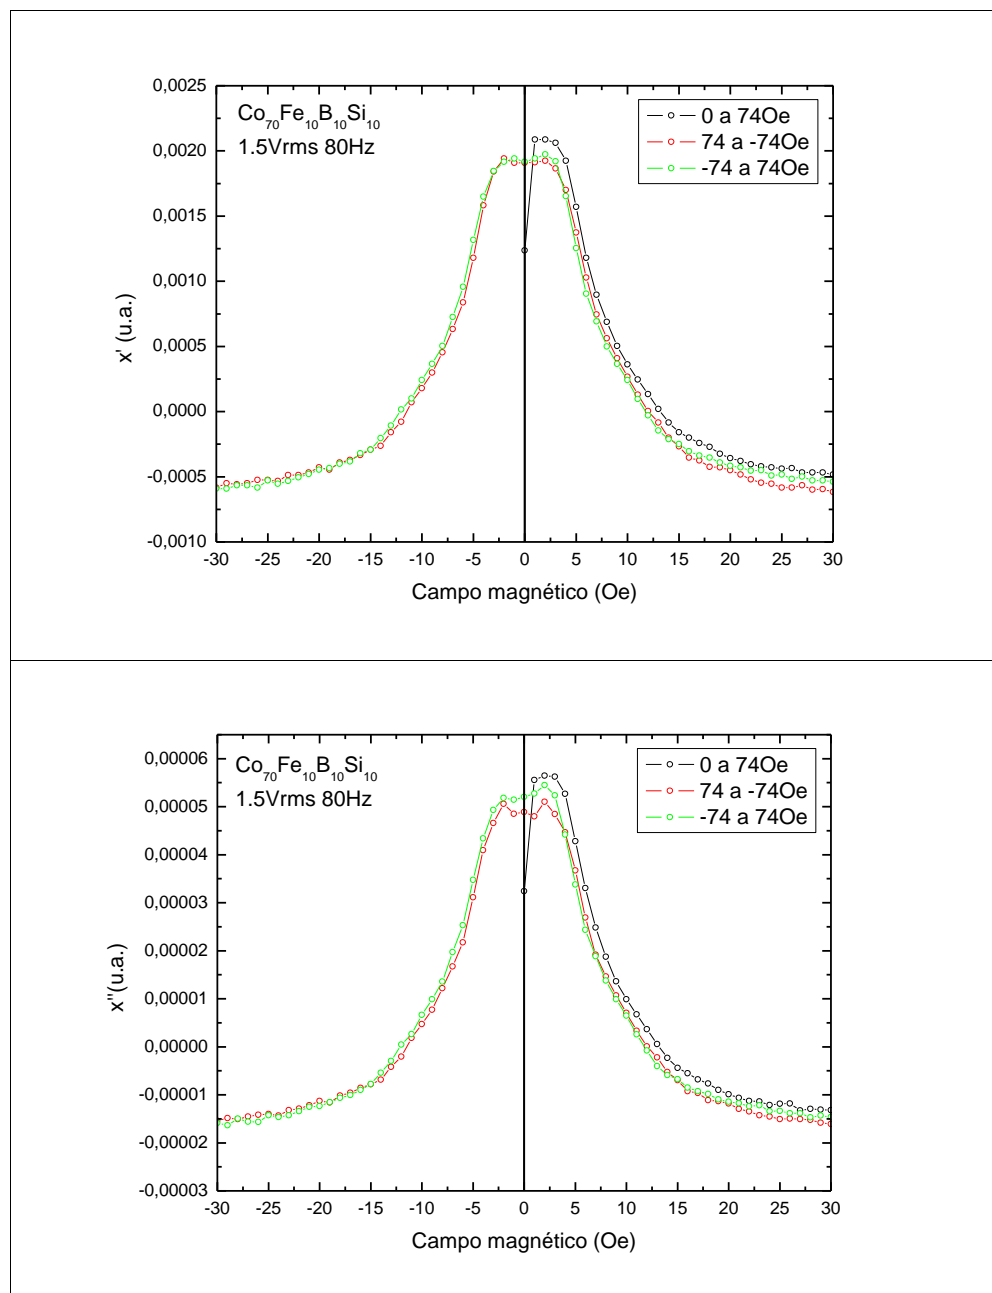 0,0025
0,0020
0,0015
0,0010
0,0005
0,0000
-0,0005
-0,0010
x' (u.a.)
Co70Fe10B10Si10
1.5Vrms 80Hz
0 a 74Oe
74 a -74Oe
-74 a 74Oe
-30 -25 -20 -15 -10 -5 0 5 10 15 20 25 30
Campo magnético (Oe)
0,00006
0,00005
0,00004
0,00003
0,00002
0,00001
0,00000
-0,00001
-0,00002
-0,00003
x''(u.a.)
Co70Fe10B10Si10
1.5Vrms 80Hz
0 a 74Oe
74 a -74Oe
-74 a 74Oe
-30 -25 -20 -15 -10 -5 0 5 10 15 20 25 30
Campo magnético (Oe)